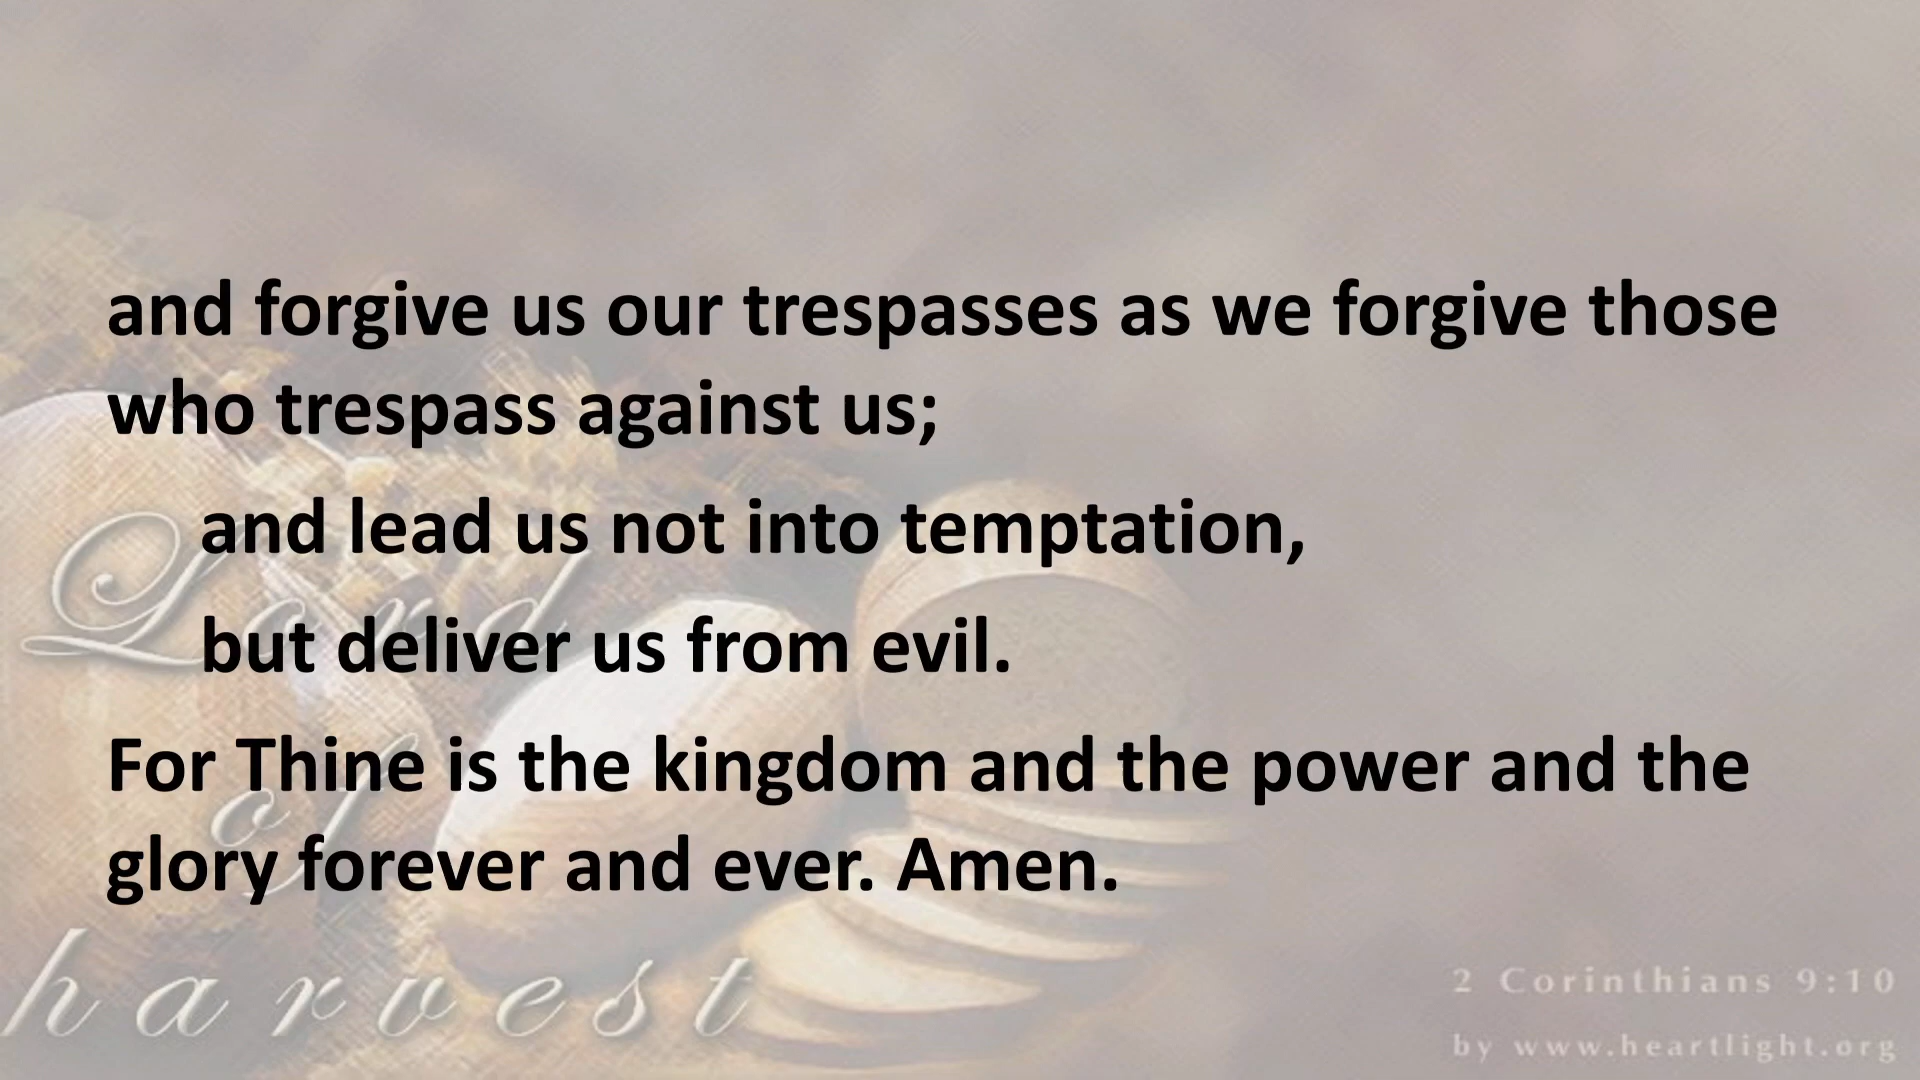 and forgive us our trespasses as we forgive those
who trespass against us;
and lead us not into temptation,
but deliver us from evil.
For Thine is the kingdom and the power and the
glory forever and ever. Amen.
Lord
of
harvest
2 Corinthians 9:10
by www.heartlight.org